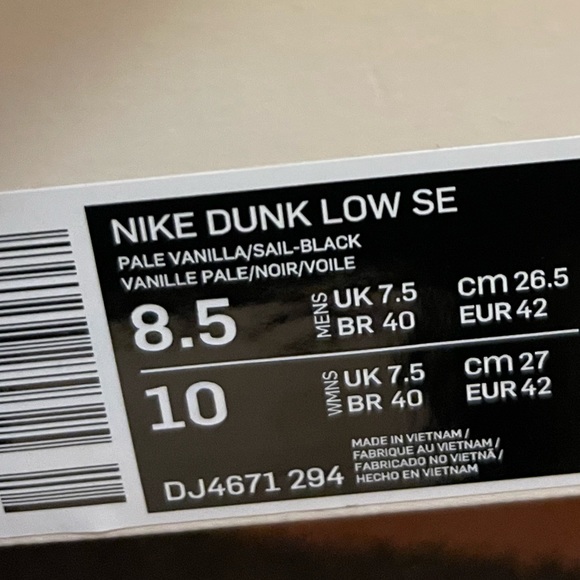 NIKE DUNK LOW SE
PALE VANILLA/SAIL-BLACK
VANILLE PALE/NOIR/VOILE
8.5 MENS UK 7.5 cm 26.5
BR 40 EUR 42
10 WMNS UK 7.5 cm 27
BR 40 EUR 42
MADE IN VIETNAM /
FABRIQUE AU VIETNAM /
FABRICADO NO VIETNÃ /
HECHO EN VIETNAM
DJ4671 294